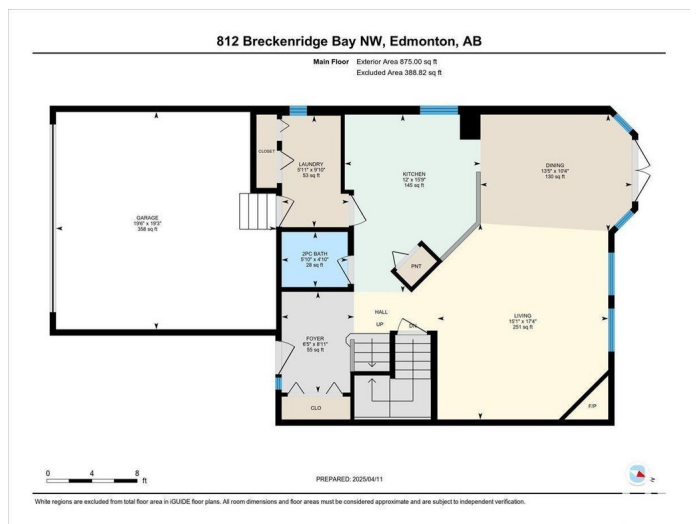 812 Breckenridge Bay NW, Edmonton, AB
Main Floor Exterior Area 875.00 sq ft
Excluded Area 388.82 sq ft
CLOSET
LAUNDRY
5'11" x 9'10"
53 sq ft
KITCHEN
12' x 15'9"
145 sq ft
DINING
13'5" x 10'4"
130 sq ft
GARAGE
19'6" x 19'3"
358 sq ft
2PC BATH
5'10" x 4'10"
28 sq ft
PNT
HALL
UP
DN
LIVING
15'1" x 17'4"
251 sq ft
FOYER
6'5" x 8'11"
55 sq ft
CLO
F/P
0 4 8
ft
PREPARED: 2025/04/11
N
White regions are excluded from total floor area in iGUIDE floor plans. All room dimensions and floor areas must be considered approximate and are subject to independent verification.